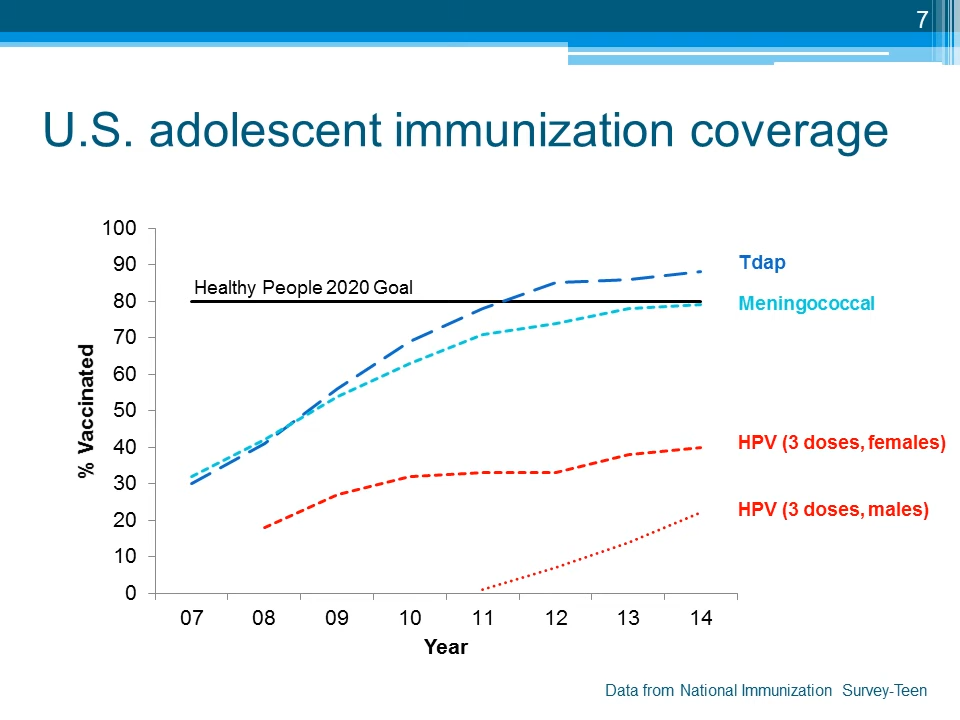 7
U.S. adolescent immunization coverage
100
90
80
70
60
50
40
30
20
10
0
% Vaccinated
Healthy People 2020 Goal
Tdap
Meningococcal
HPV (3 doses, females)
HPV (3 doses, males)
07 08 09 10 11 12 13 14
Year
Data from National Immunization Survey-Teen